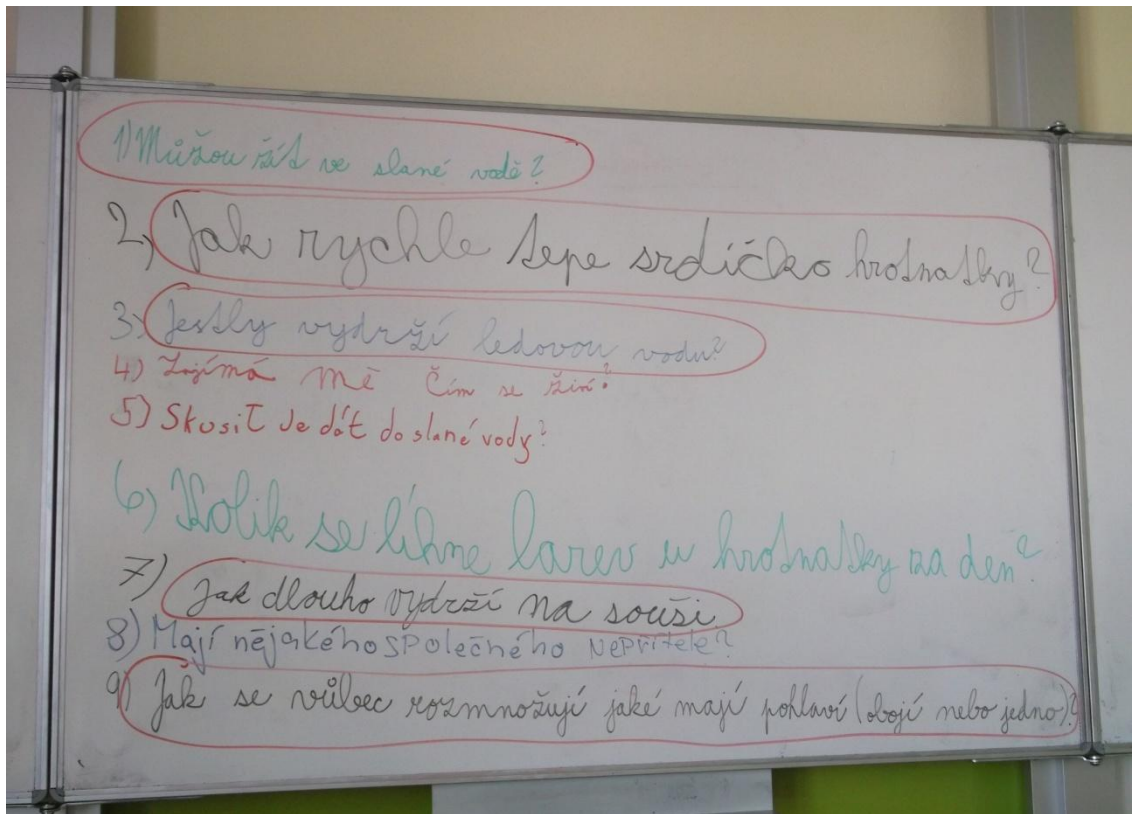 1) Můžou žít ve slané vodě?
2) Jak rychle tepe srdíčko hrotnatky?
3) Jestly vydrží ledovou vodu?
4) Zajímá mě čím se živí?
5) Skusit Je dát do slané vody?
6) Kolik se líhne larev u hrotnatky za den?
7) Jak dlouho vydrží na souši
8) Mají nějakého společného nepřítele?
9) Jak se vůbec rozmnožují jaké mají pohlaví (obojí nebo jedno)?